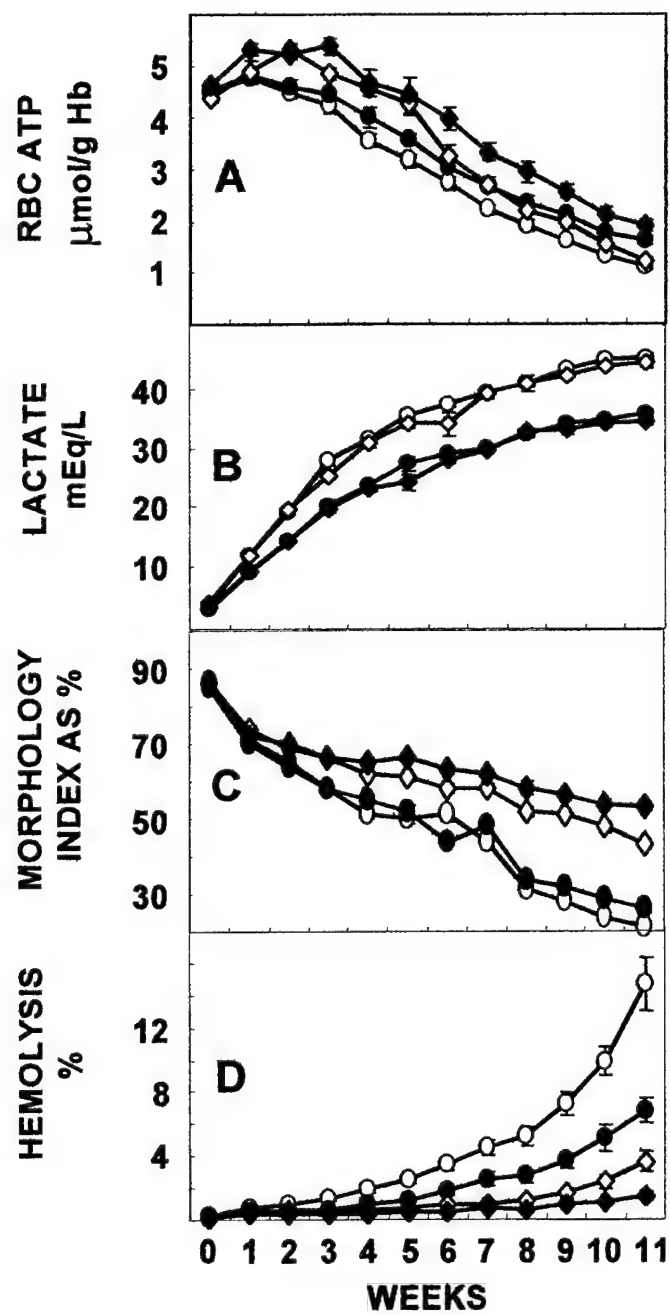 RBC ATP
µmol/g Hb
5
4
3
2
1
A
LACTATE
mEq/L
40
30
20
10
B
MORPHOLOGY
INDEX AS %
90
70
50
30
C
HEMOLYSIS
%
12
8
4
D
0 1 2 3 4 5 6 7 8 9 10 11
WEEKS